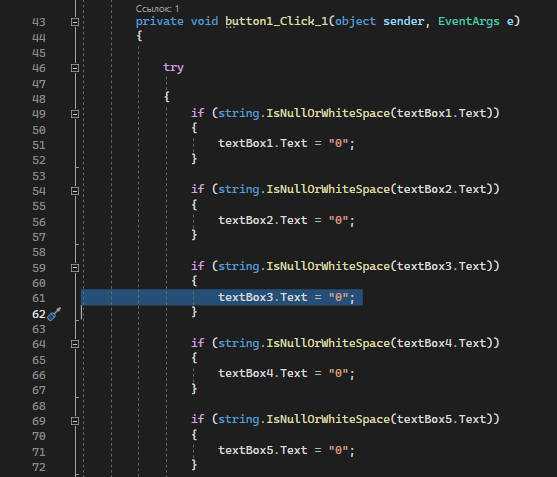 Ссылок: 1
43 private void button1_Click_1(object sender, EventArgs e)
44 {
45
46 try
47
48 {
49 if (string.IsNullOrWhiteSpace(textBox1.Text))
50 {
51 textBox1.Text = "0";
52 }
53
54 if (string.IsNullOrWhiteSpace(textBox2.Text))
55 {
56 textBox2.Text = "0";
57 }
58
59 if (string.IsNullOrWhiteSpace(textBox3.Text))
60 {
61 textBox3.Text = "0";
62 }
63
64 if (string.IsNullOrWhiteSpace(textBox4.Text))
65 {
66 textBox4.Text = "0";
67 }
68
69 if (string.IsNullOrWhiteSpace(textBox5.Text))
70 {
71 textBox5.Text = "0";
72 }